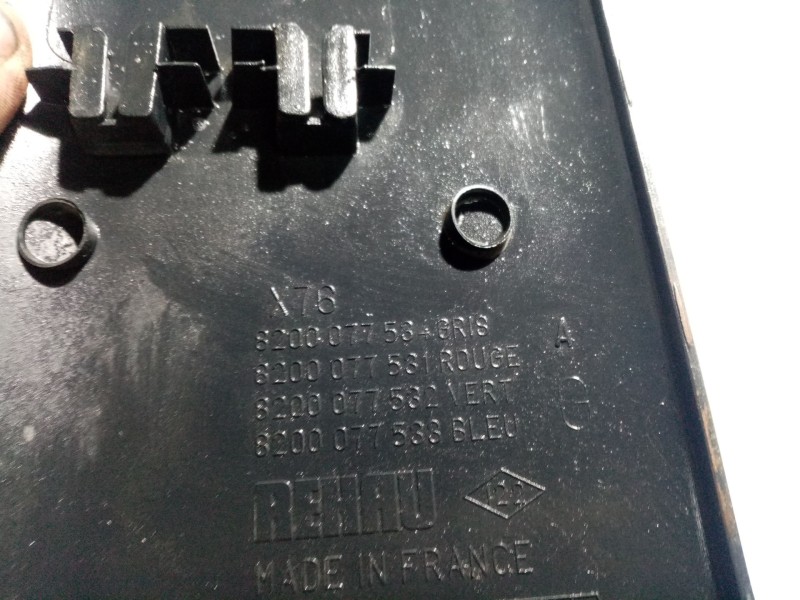 X76
8200 077 534 GRIS
8200 077 531 ROUGE
8200 077 532 VERT
8200 077 533 BLEU
A
REHAU
MADE IN FRANCE